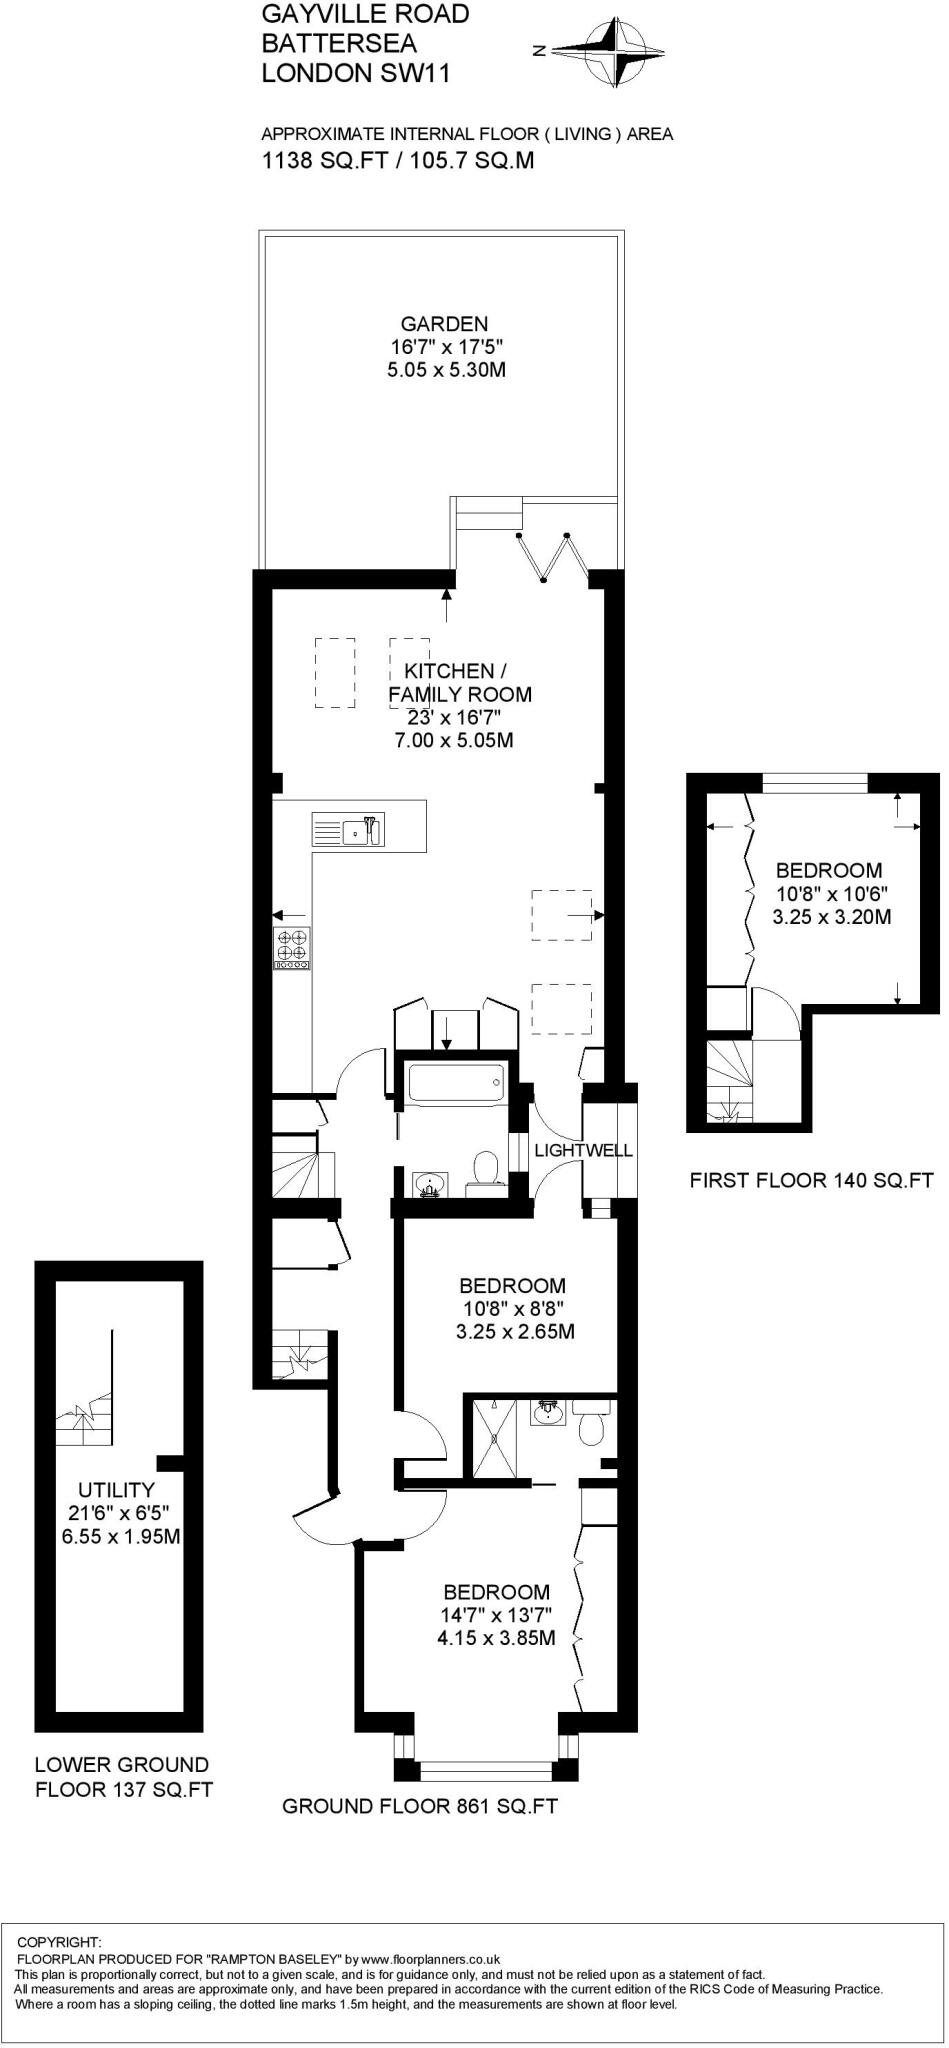 GAYVILLE ROAD
BATTERSEA
LONDON SW11
N
APPROXIMATE INTERNAL FLOOR ( LIVING ) AREA
1138 SQ.FT / 105.7 SQ.M
GARDEN
16'7" x 17'5"
5.05 x 5.30M
KITCHEN /
FAMILY ROOM
23' x 16'7"
7.00 x 5.05M
BEDROOM
10'8" x 10'6"
3.25 x 3.20M
LIGHTWELL
FIRST FLOOR 140 SQ.FT
BEDROOM
10'8" x 8'8"
3.25 x 2.65M
UTILITY
21'6" x 6'5"
6.55 x 1.95M
BEDROOM
14'7" x 13'7"
4.15 x 3.85M
LOWER GROUND
FLOOR 137 SQ.FT
GROUND FLOOR 861 SQ.FT
COPYRIGHT:
FLOORPLAN PRODUCED FOR "RAMPTON BASELEY" by www.floorplanners.co.uk
This plan is proportionally correct, but not to a given scale, and is for guidance only, and must not be relied upon as a statement of fact.
All measurements and areas are approximate only, and have been prepared in accordance with the current edition of the RICS Code of Measuring Practice.
Where a room has a sloping ceiling, the dotted line marks 1.5m height, and the measurements are shown at floor level.